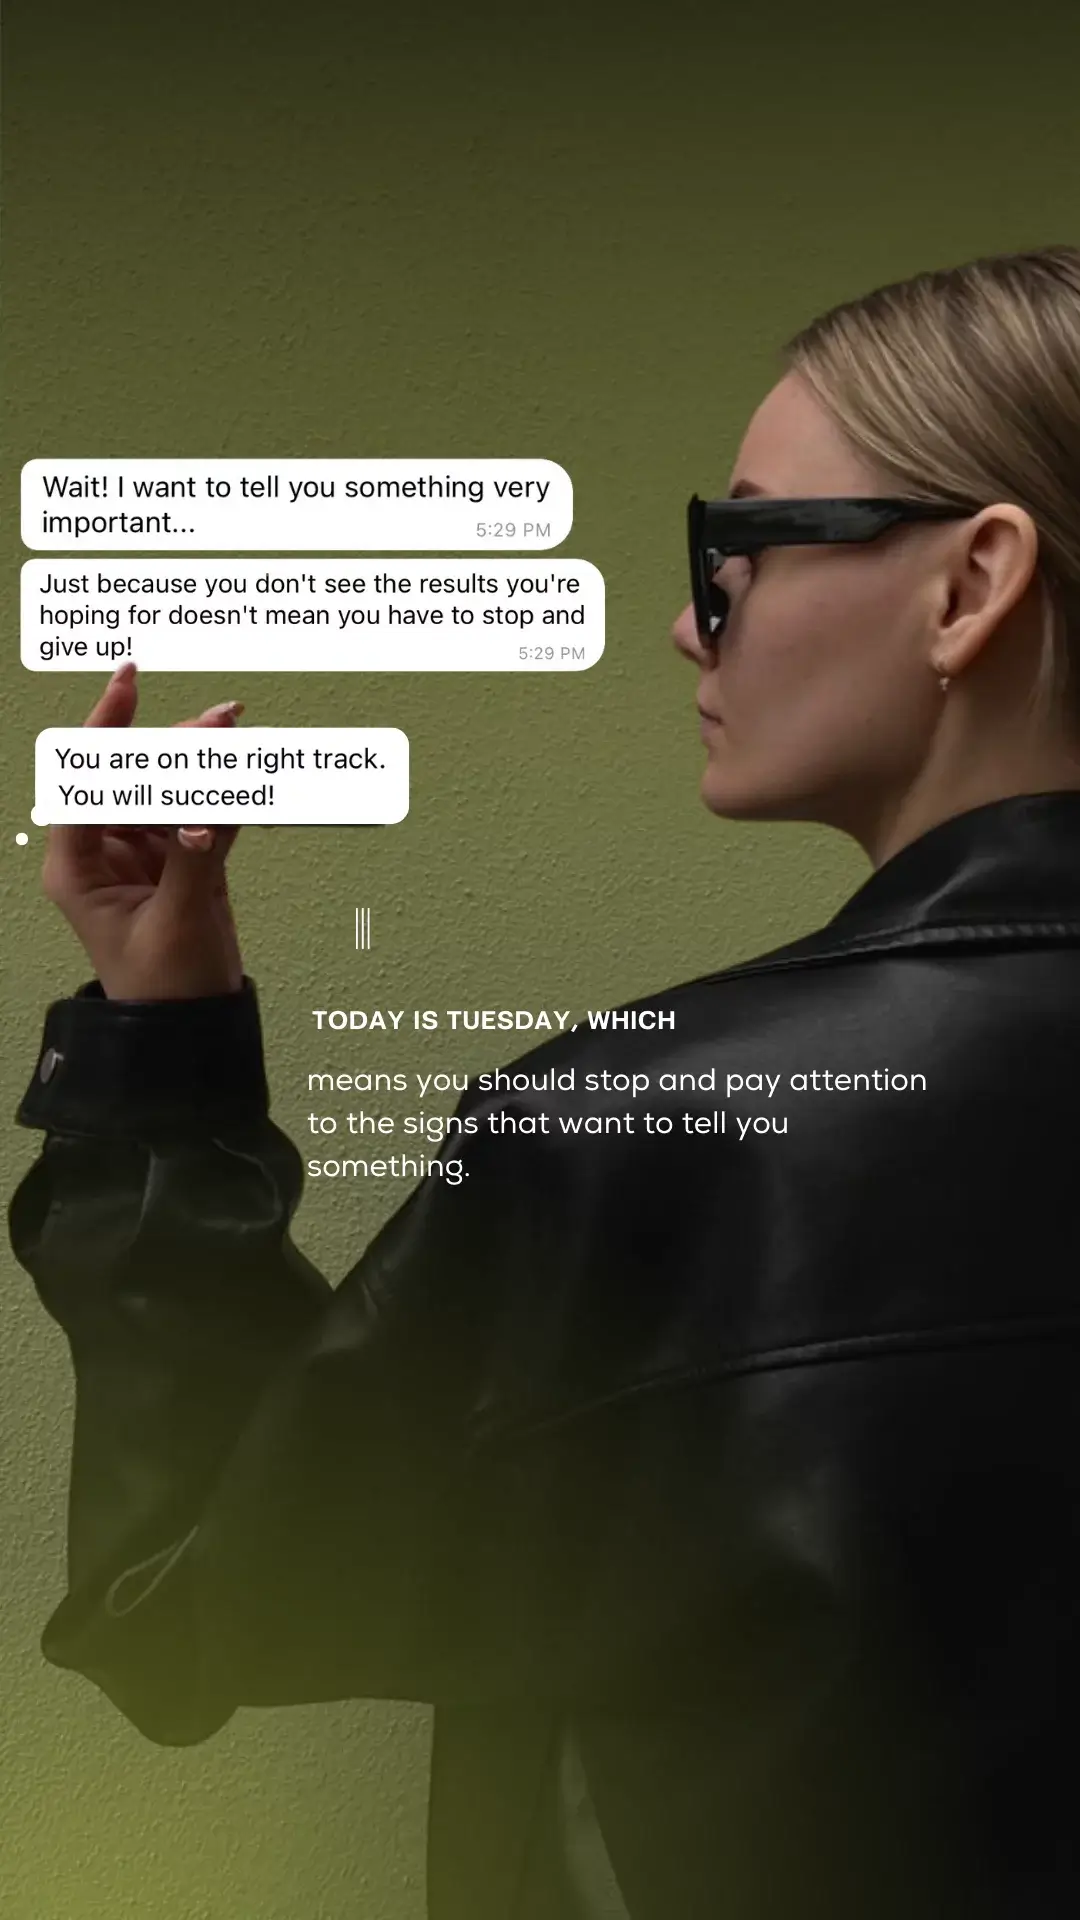 Wait! I want to tell you something very
important...
5:29 PM
Just because you don't see the results you're
hoping for doesn't mean you have to stop and
give up!
5:29 PM
You are on the right track.
You will succeed!
TODAY IS TUESDAY, WHICH
means you should stop and pay attention
to the signs that want to tell you
something.